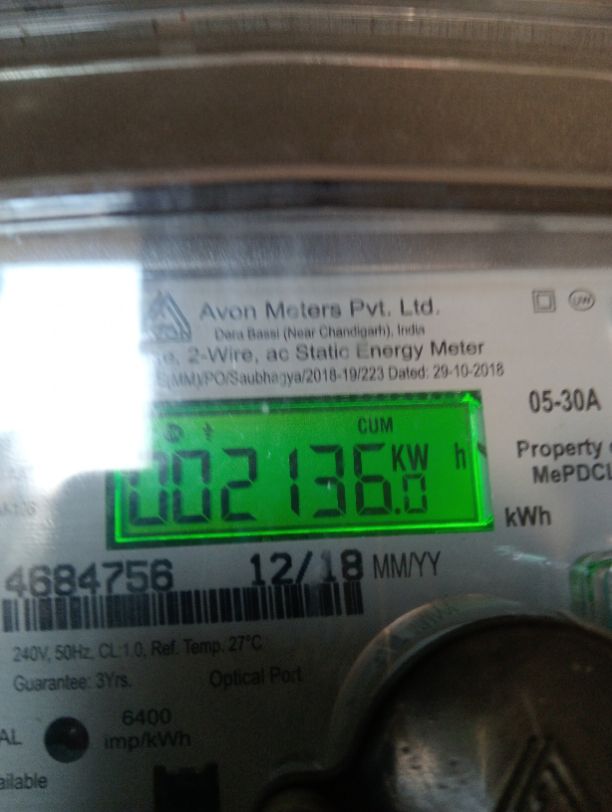 Avon Meters Pvt. Ltd.
Dera Bassi (Near Chandigarh), India
2-Wire, ac Static Energy Meter
(MM)/PO/Saubhagya/2018-19/223 Dated: 29-10-2018
05-30A
CUM
002136.0 KW h
Property
MePDCL
kWh
4684756 12/18 MM/YY
240V, 50Hz, CL:1.0, Ref. Temp. 27°C
Guarantee: 3Yrs. Optical Port
6400
imp/kWh